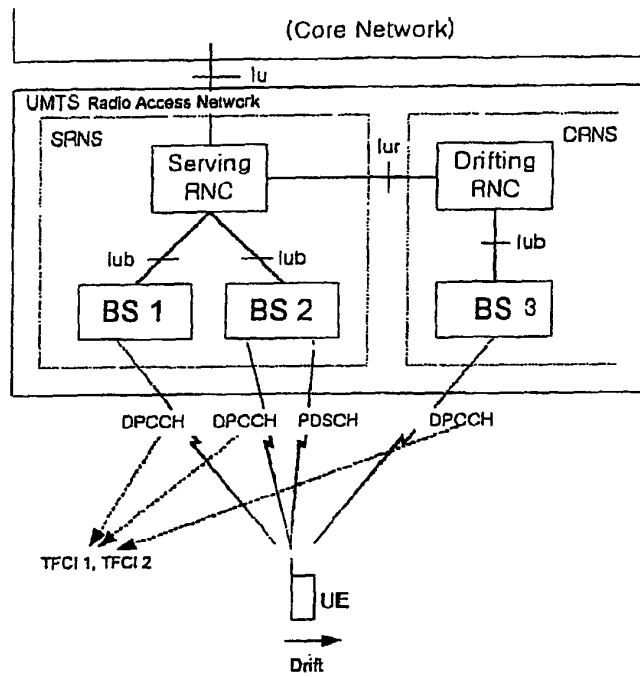 (Core Network)
Iu
UMTS Radio Access Network
SRNS
CRNS
Serving
RNC
Iur
Drifting
RNC
Iub
Iub
Iub
BS 1
BS 2
BS 3
DPCCH
DPCCH
PDSCH
DPCCH
TFCI 1, TFCI 2
UE
Drift